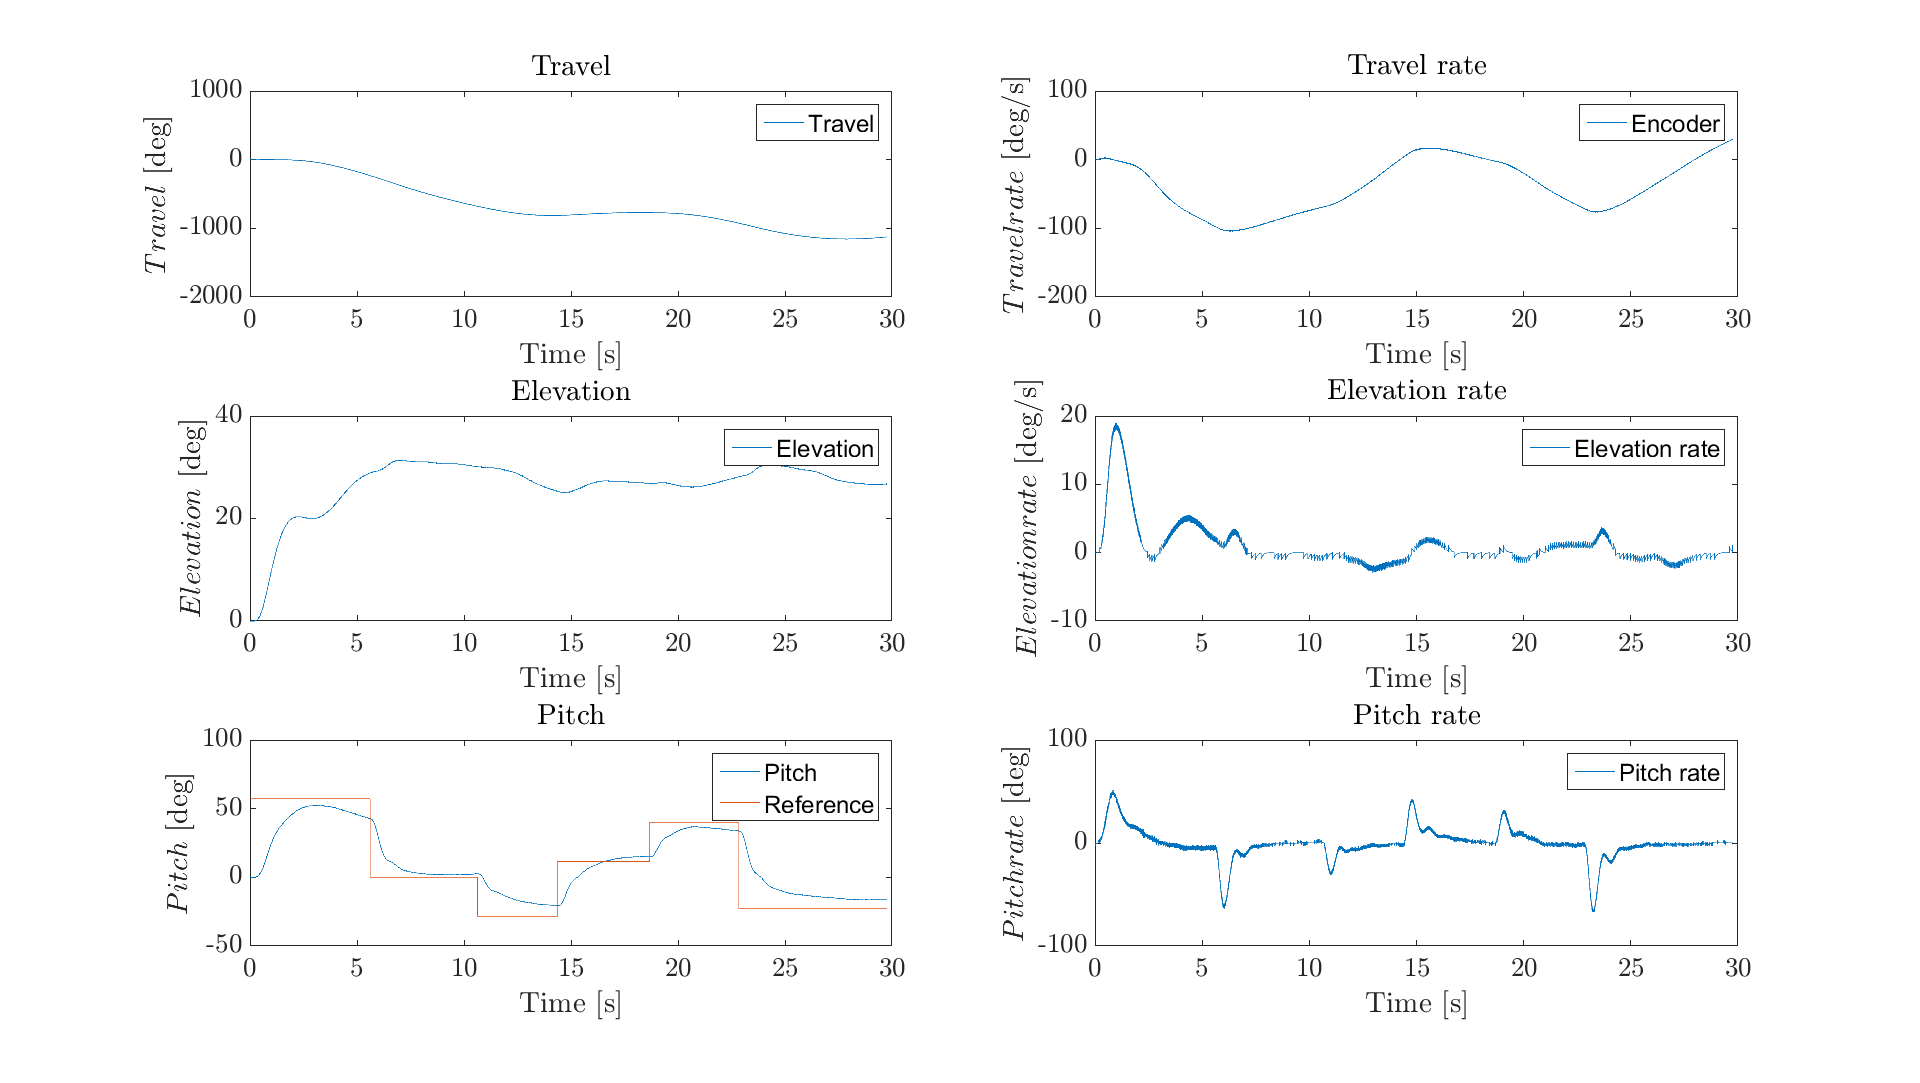 Travel
Travel [deg]
1000
0
-1000
-2000
Travel
0 5 10 15 20 25 30
Time [s]
Travel rate
Travelrate [deg/s]
100
0
-100
-200
Encoder
0 5 10 15 20 25 30
Time [s]
Elevation
Elevation [deg]
40
20
0
Elevation
0 5 10 15 20 25 30
Time [s]
Elevation rate
Elevationrate [deg/s]
20
10
0
-10
Elevation rate
0 5 10 15 20 25 30
Time [s]
Pitch
Pitch [deg]
100
50
0
-50
Pitch
Reference
0 5 10 15 20 25 30
Time [s]
Pitch rate
Pitchrate [deg]
100
0
-100
Pitch rate
0 5 10 15 20 25 30
Time [s]